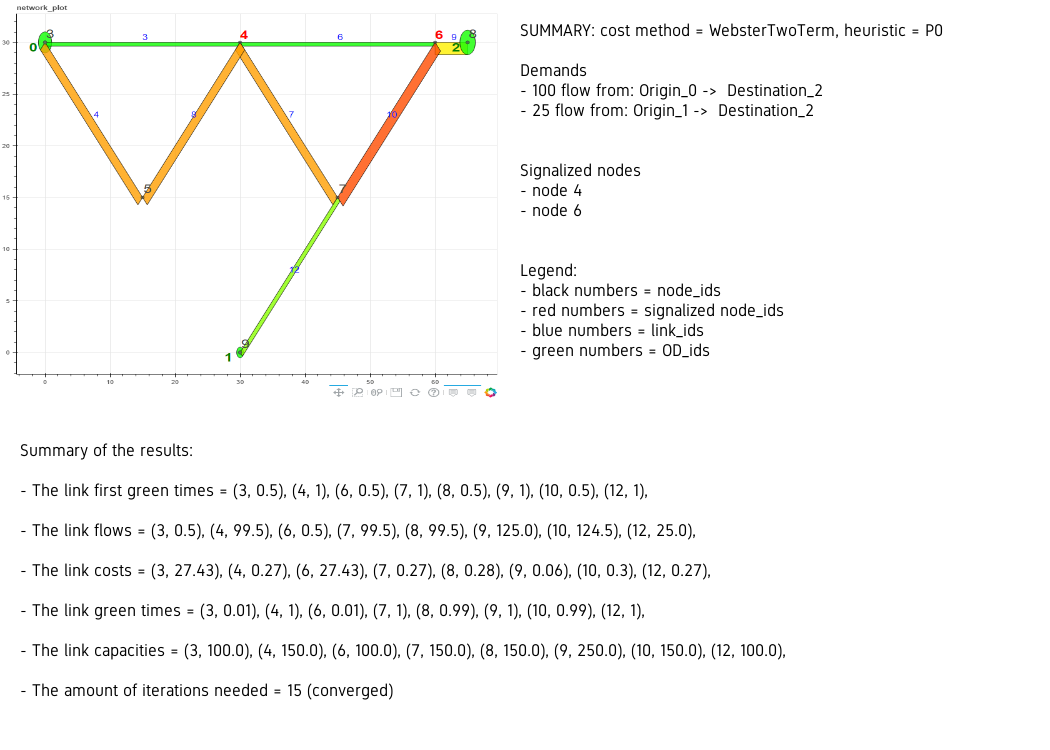 network_plot
3
3
6
4
6
9
8
0
2
30
25
20
15
10
5
0
4
8
7
10
5
7
12
9
1
0
10
20
30
40
50
60
SUMMARY: cost method = WebsterTwoTerm, heuristic = P0
Demands
- 100 flow from: Origin_0 -> Destination_2
- 25 flow from: Origin_1 -> Destination_2
Signalized nodes
- node 4
- node 6
Legend:
- black numbers = node_ids
- red numbers = signalized node_ids
- blue numbers = link_ids
- green numbers = OD_ids
Summary of the results:
- The link first green times = (3, 0.5), (4, 1), (6, 0.5), (7, 1), (8, 0.5), (9, 1), (10, 0.5), (12, 1),
- The link flows = (3, 0.5), (4, 99.5), (6, 0.5), (7, 99.5), (8, 99.5), (9, 125.0), (10, 124.5), (12, 25.0),
- The link costs = (3, 27.43), (4, 0.27), (6, 27.43), (7, 0.27), (8, 0.28), (9, 0.06), (10, 0.3), (12, 0.27),
- The link green times = (3, 0.01), (4, 1), (6, 0.01), (7, 1), (8, 0.99), (9, 1), (10, 0.99), (12, 1),
- The link capacities = (3, 100.0), (4, 150.0), (6, 100.0), (7, 150.0), (8, 150.0), (9, 250.0), (10, 150.0), (12, 100.0),
- The amount of iterations needed = 15 (converged)